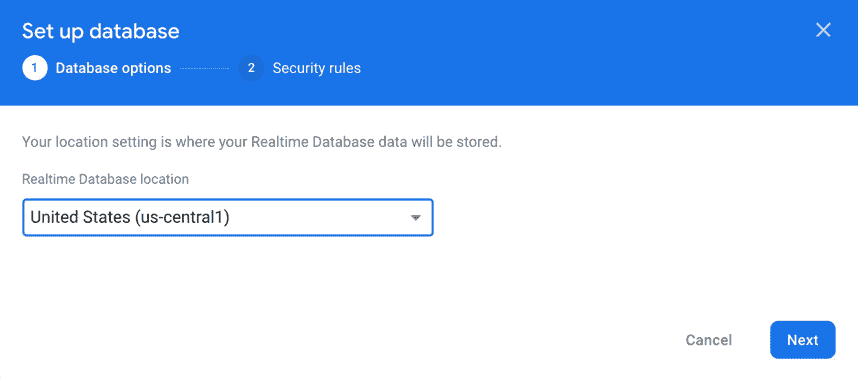 Set up database
1 Database options 2 Security rules
Your location setting is where your Realtime Database data will be stored.
Realtime Database location
United States (us-central1)
Cancel Next